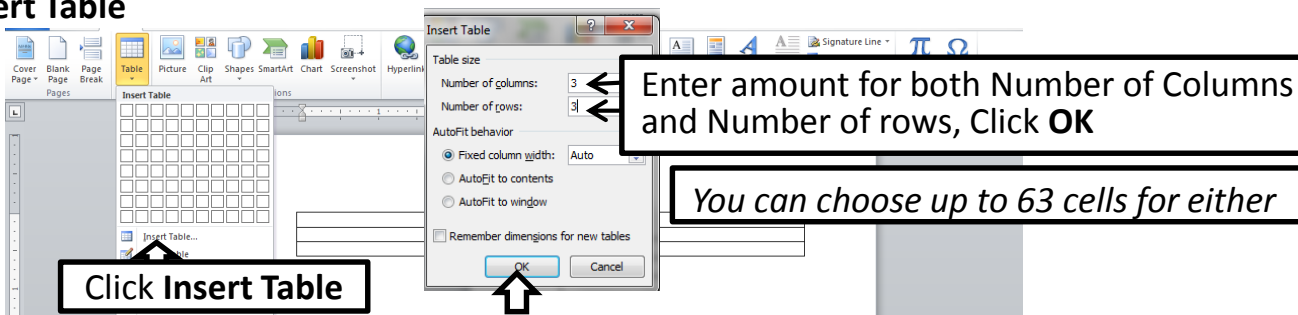 ert Table
Cover Page
Blank Page
Page Break
Table
Picture
Clip Art
Shapes
SmartArt
Chart
Screenshot
Hyperlink
Signature Line
Pages
ions
Insert Table
Insert Table...
ble
Click Insert Table
Insert Table
Table size
Number of columns: 3
Number of rows: 3
AutoFit behavior
Fixed column width: Auto
AutoFit to contents
AutoFit to window
Remember dimensions for new tables
OK Cancel
Enter amount for both Number of Columns
and Number of rows, Click OK
You can choose up to 63 cells for either